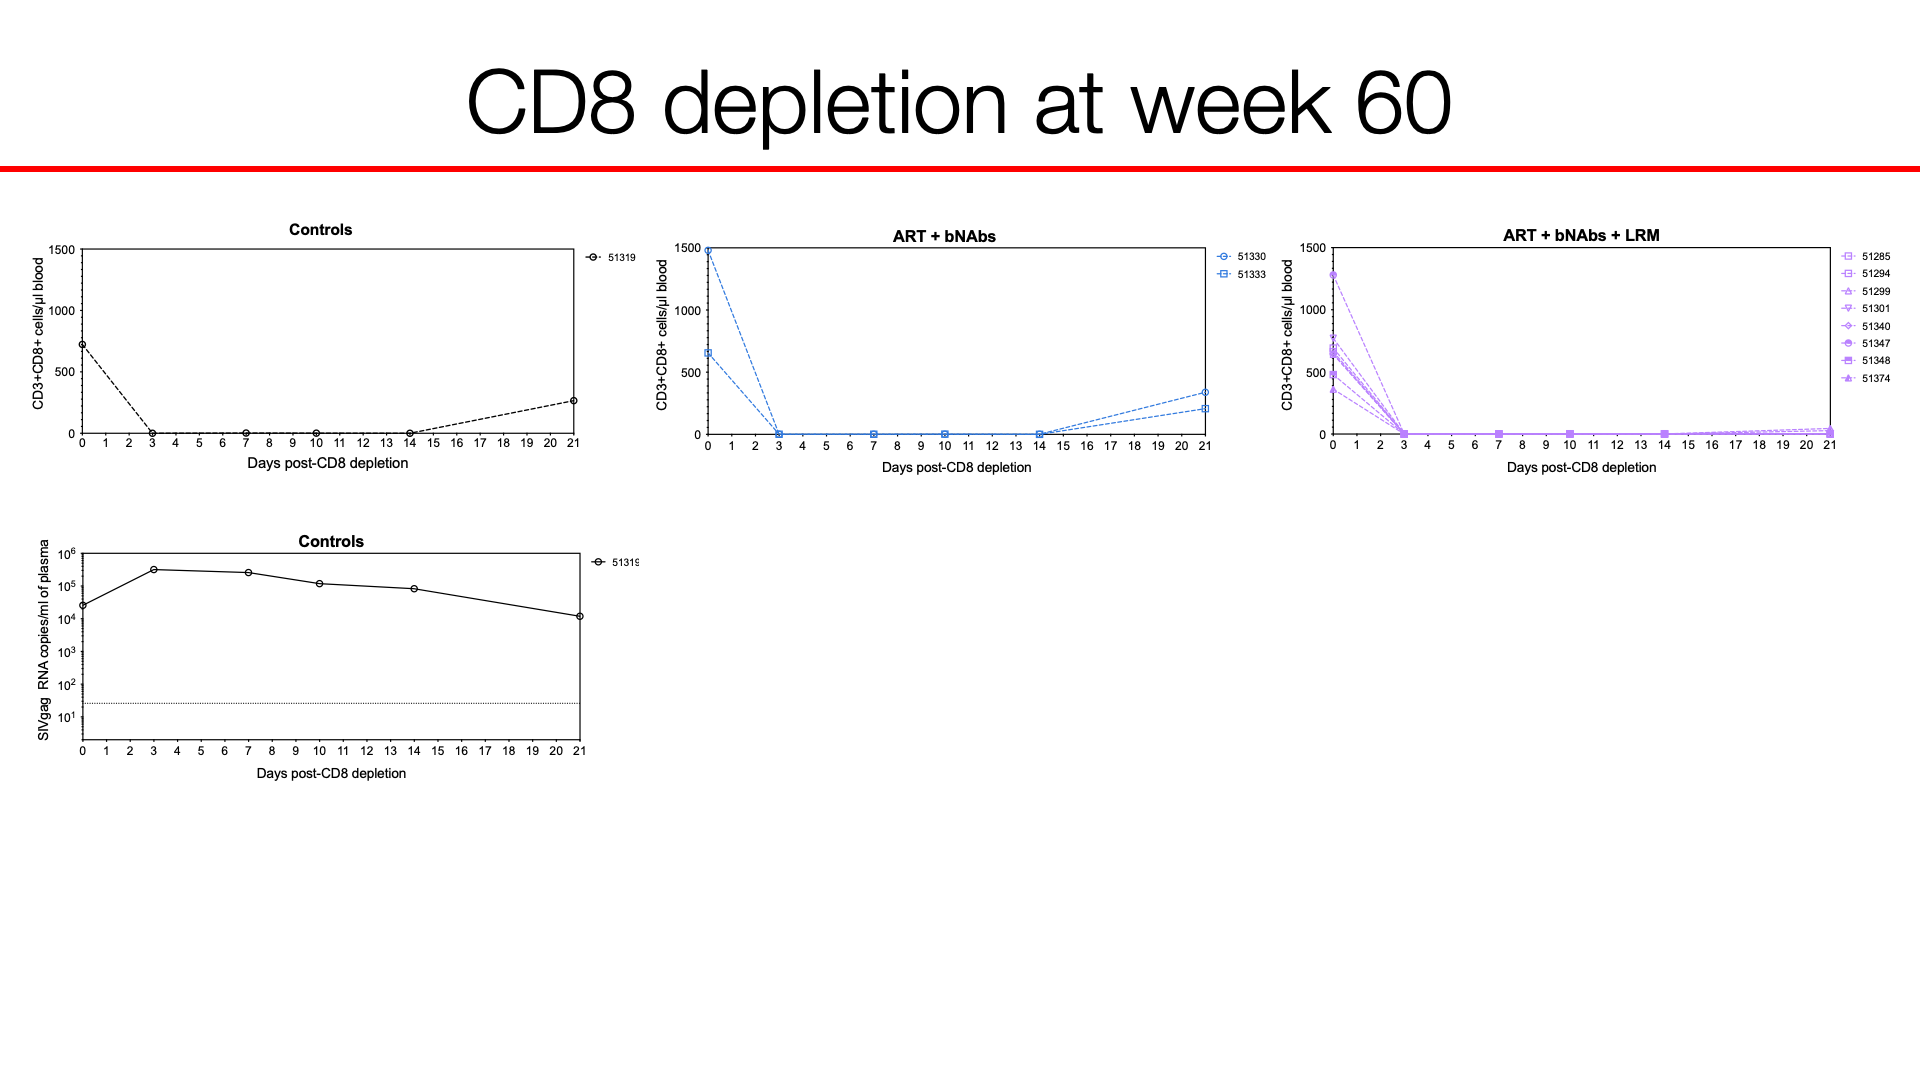 CD8 depletion at week 60
Controls
CD3+CD8+ cells/µl blood
1500
1000
500
0
0 1 2 3 4 5 6 7 8 9 10 11 12 13 14 15 16 17 18 19 20 21
Days post-CD8 depletion
51319
ART + bNAbs
CD3+CD8+ cells/µl blood
1500
1000
500
0
0 1 2 3 4 5 6 7 8 9 10 11 12 13 14 15 16 17 18 19 20 21
Days post-CD8 depletion
51330
51333
ART + bNAbs + LRM
CD3+CD8+ cells/µl blood
1500
1000
500
0
0 1 2 3 4 5 6 7 8 9 10 11 12 13 14 15 16 17 18 19 20 21
Days post-CD8 depletion
51285
51294
51299
51301
51340
51347
51348
51374
Controls
SIVgag RNA copies/ml of plasma
10⁶
10⁵
10⁴
10³
10²
10¹
0 1 2 3 4 5 6 7 8 9 10 11 12 13 14 15 16 17 18 19 20 21
Days post-CD8 depletion
51319